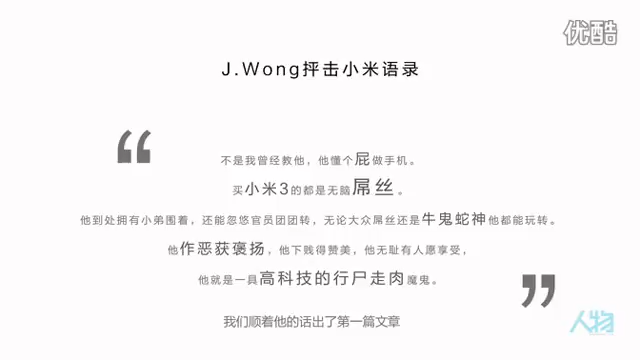 优酷
J.Wong抨击小米语录
“
不是我曾经教他，他懂个屁做手机。
买小米3的都是无脑屌丝。
他到处拥有小弟围着，还能忽悠官员团团转，无论大众屌丝还是牛鬼蛇神他都能玩转。
他作恶获褒扬，他下贱得赞美，他无耻有人愿享受，
他就是一具高科技的行尸走肉魔鬼。
”
我们顺着他的话出了第一篇文章
人物